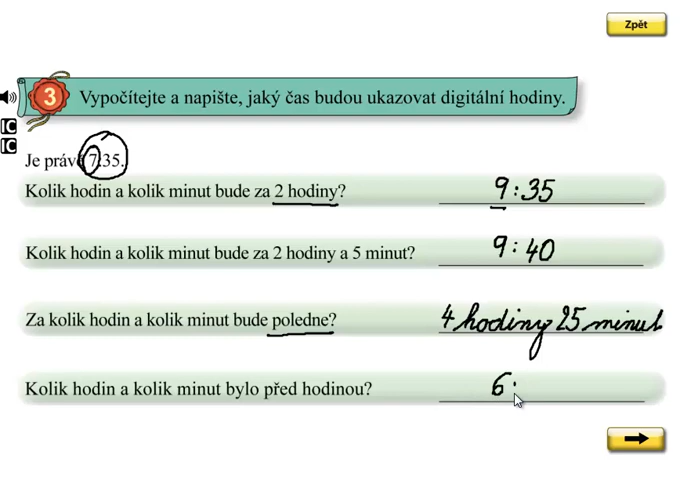 Zpět
3 Vypočítejte a napište, jaký čas budou ukazovat digitální hodiny.
Je právě 7.35.
Kolik hodin a kolik minut bude za 2 hodiny? 9:35
Kolik hodin a kolik minut bude za 2 hodiny a 5 minut? 9:40
Za kolik hodin a kolik minut bude poledne? 4 hodiny 25 minut
Kolik hodin a kolik minut bylo před hodinou? 6: